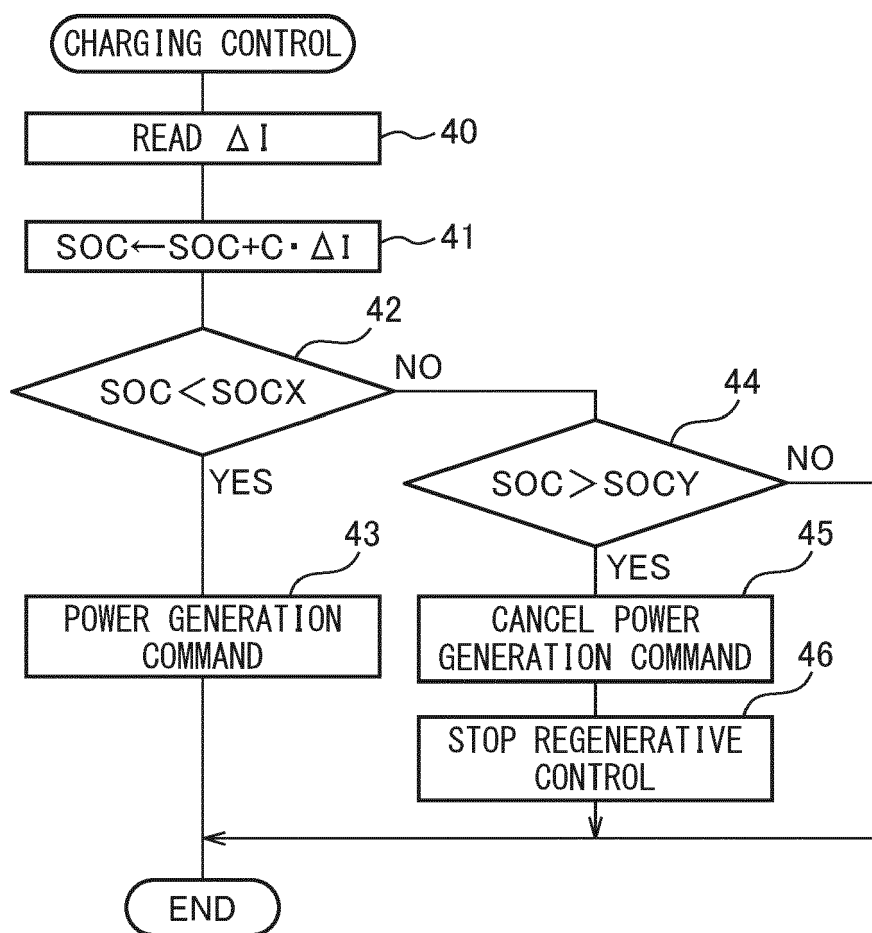 CHARGING CONTROL
READ ΔI
40
SOC←SOC+C・ΔI
41
42
SOC<SOCX
NO
YES
44
SOC>SOCY
NO
YES
43
POWER GENERATION
COMMAND
45
CANCEL POWER
GENERATION COMMAND
46
STOP REGENERATIVE
CONTROL
END